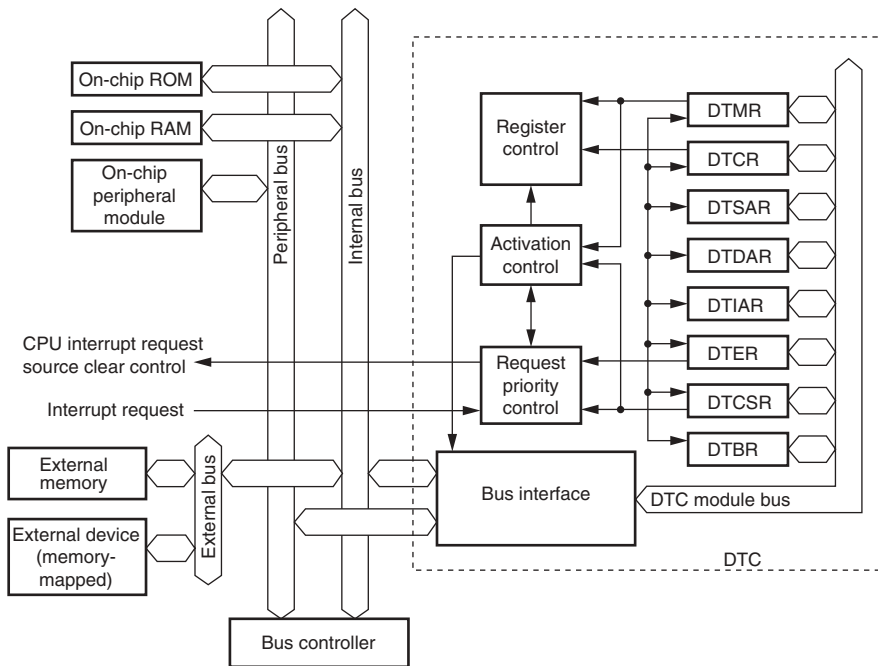 On-chip ROM
On-chip RAM
On-chip
peripheral
module
Peripheral bus
Internal bus
Register
control
Activation
control
Request
priority
control
DTMR
DTCR
DTSAR
DTDAR
DTIAR
DTER
DTCSR
DTBR
CPU interrupt request
source clear control
Interrupt request
External
memory
External device
(memory-
mapped)
External bus
Bus interface
DTC module bus
DTC
Bus controller